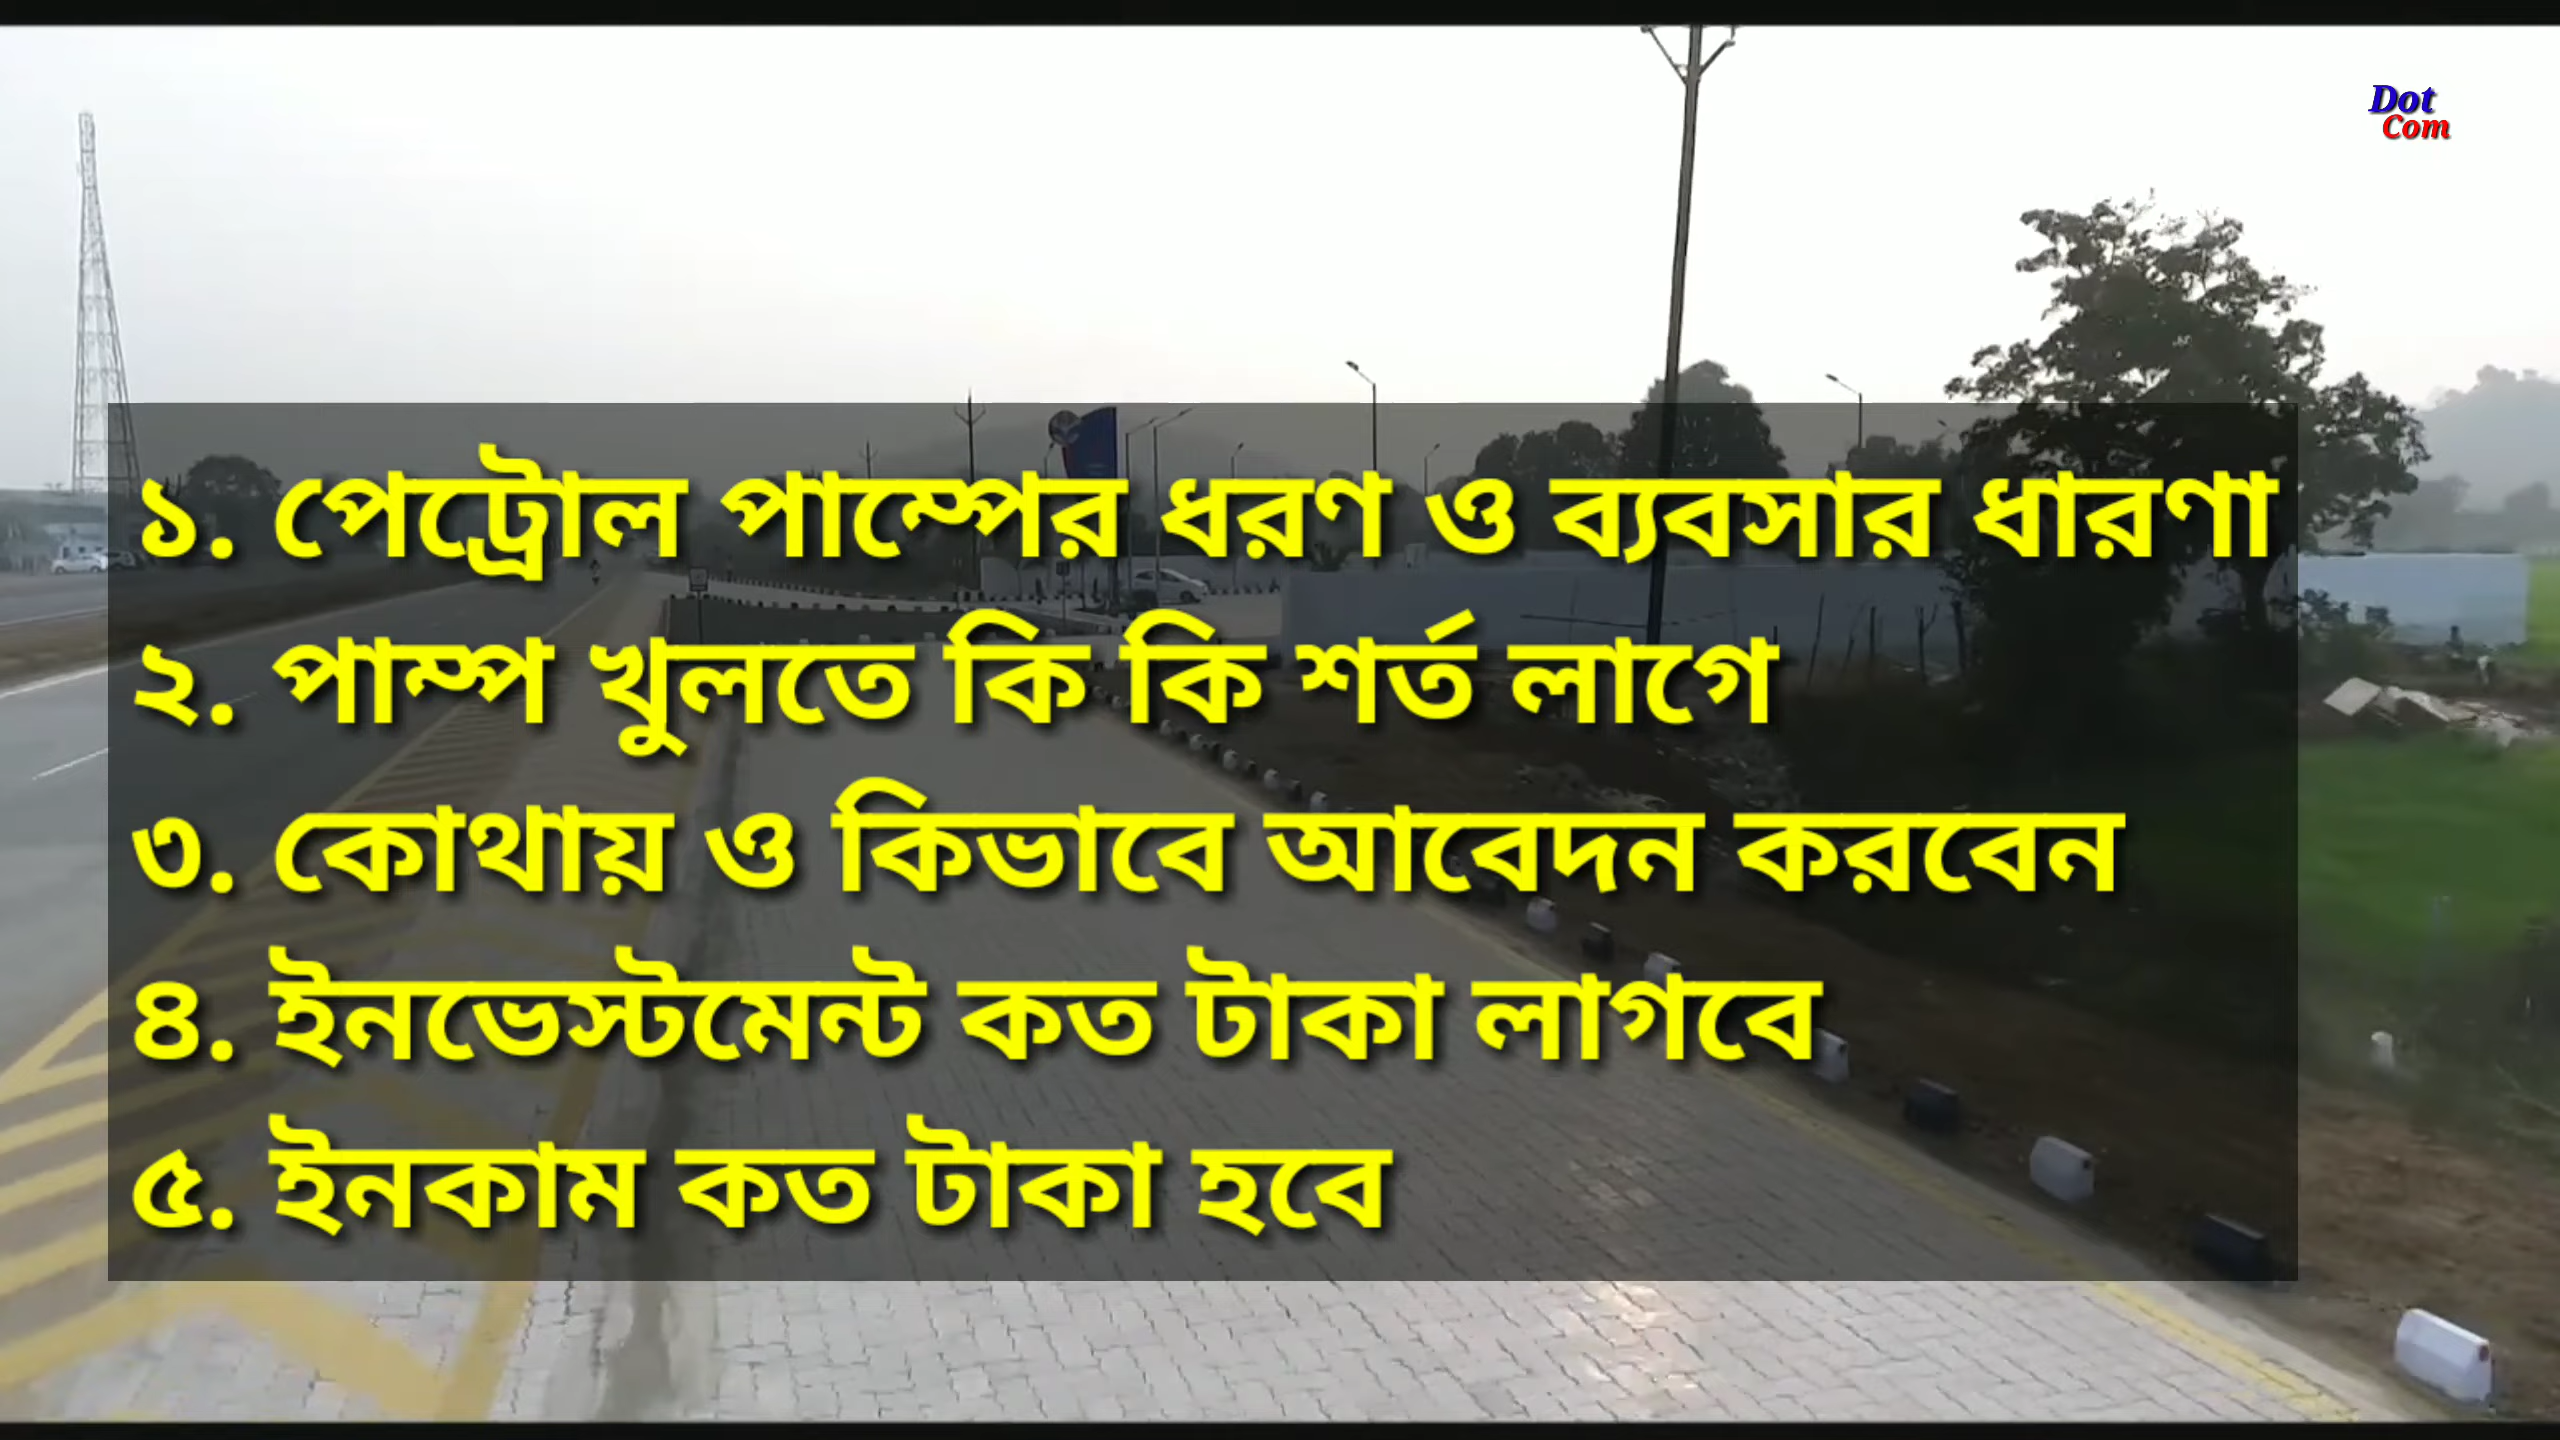 Dot
Com
১. পেট্রোল পাম্পের ধরণ ও ব্যবসার ধারণা
২. পাম্প খুলতে কি কি শর্ত লাগে
৩. কোথায় ও কিভাবে আবেদন করবেন
৪. ইনভেস্টমেন্ট কত টাকা লাগবে
৫. ইনকাম কত টাকা হবে